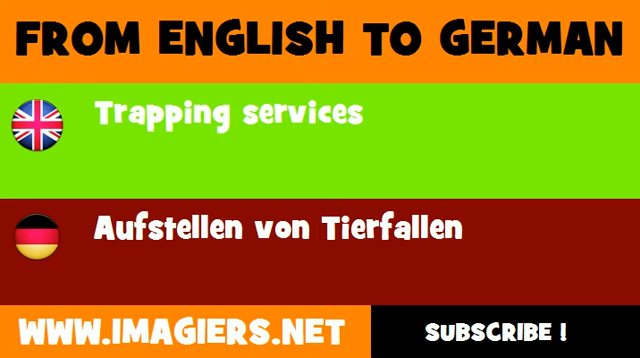 FROM ENGLISH TO GERMAN
Trapping services
Aufstellen von Tierfallen
WWW.IMAGIERS.NET
SUBSCRIBE !